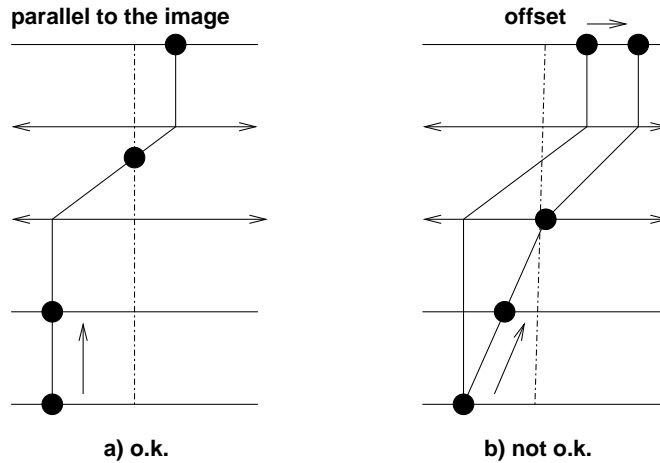 parallel to the image
offset
a) o.k.
b) not o.k.